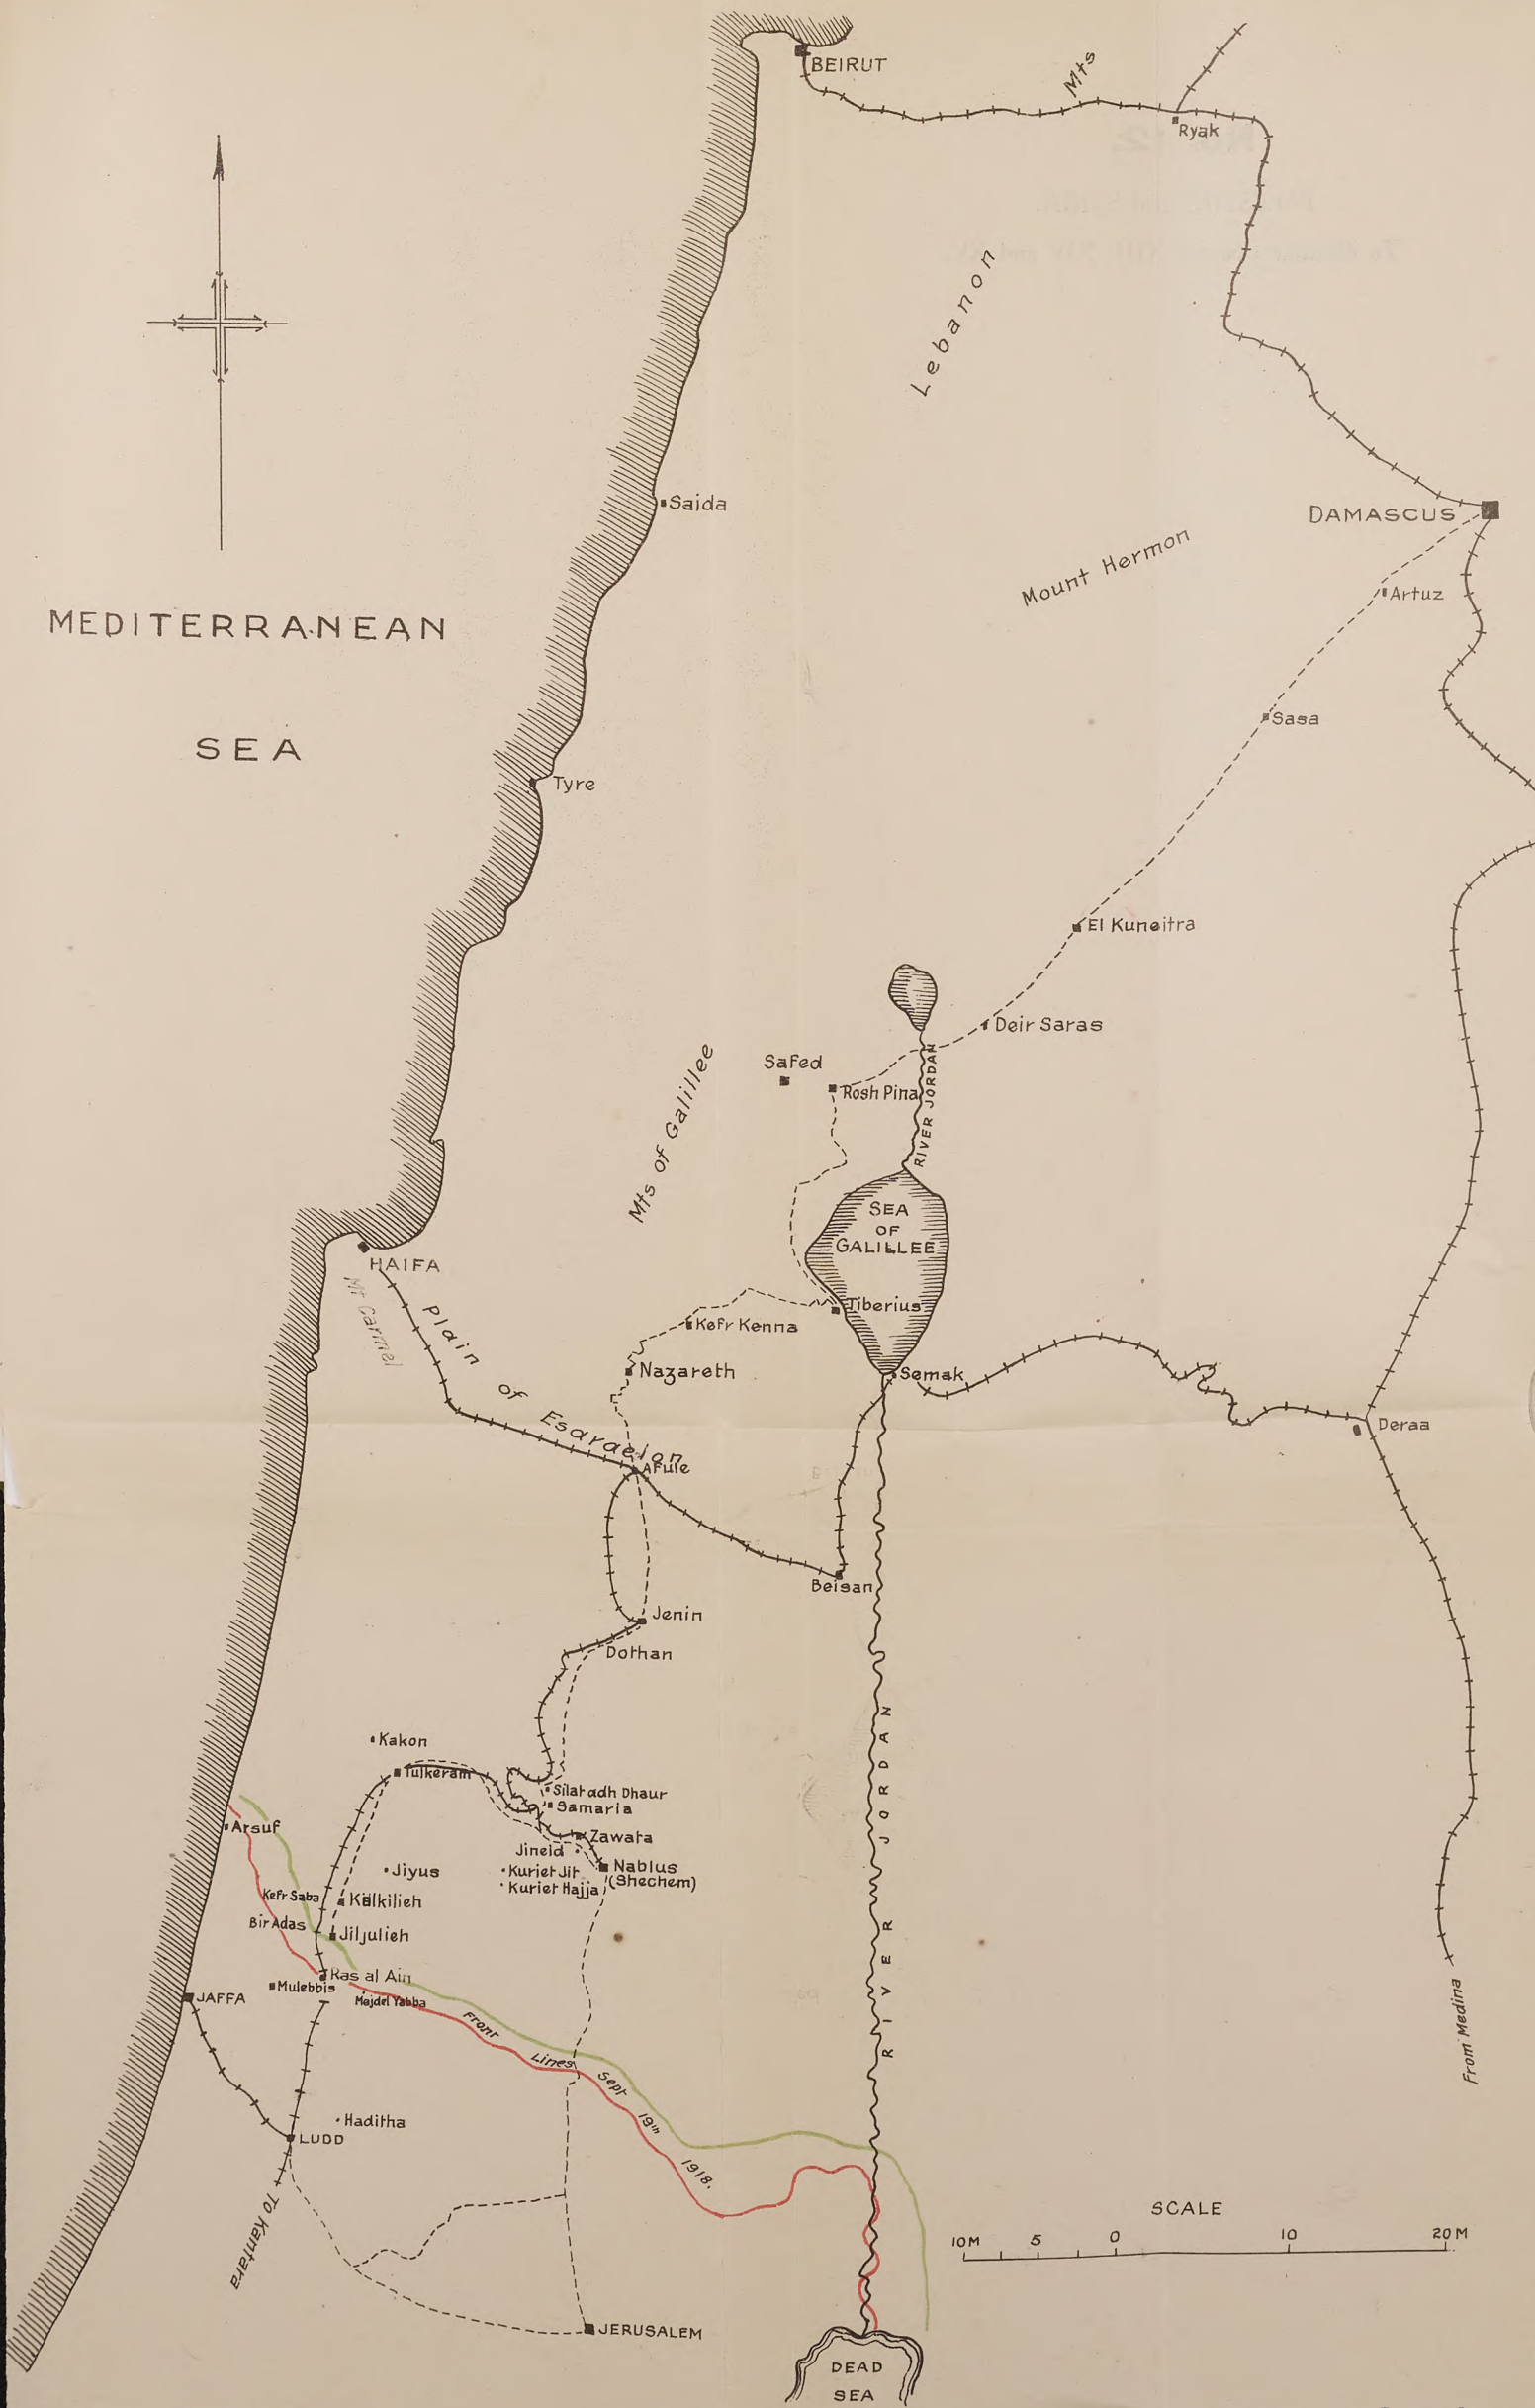 BEIRUT
Mts
Ryak
Lebanon
Saida
DAMASCUS
Mount Hermon
Artuz
MEDITERRANEAN
SEA
Sasa
Tyre
El Kuneitra
Deir Saras
Safed
Rosh Pina
RIVER JORDAN
Mts of Galillee
SEA
OF
GALILLEE
HAIFA
Mt Carmel
Plain of Esdraelon
Tiberius
Kefr Kenna
Nazareth
Semak
Deraa
Afule
Beisan
Jenin
Dothan
RIVER JORDAN
Kakon
Tulkeram
Silat adh Dhaur
Samaria
Arsuf
Zawata
Jineid
Jiyus
Kuriet Jit
Nablus
(Shechem)
Kuriet Hajja
Kefr Saba
Kalkilieh
Bir Adas
Jiljulieh
Ras al Ain
Mulebbis
JAFFA
Mejdel Yabba
Front Lines Sept 19th 1918.
From Medina
Haditha
LUDD
To Kantara
SCALE
10M 5 0 10 20M
JERUSALEM
DEAD
SEA